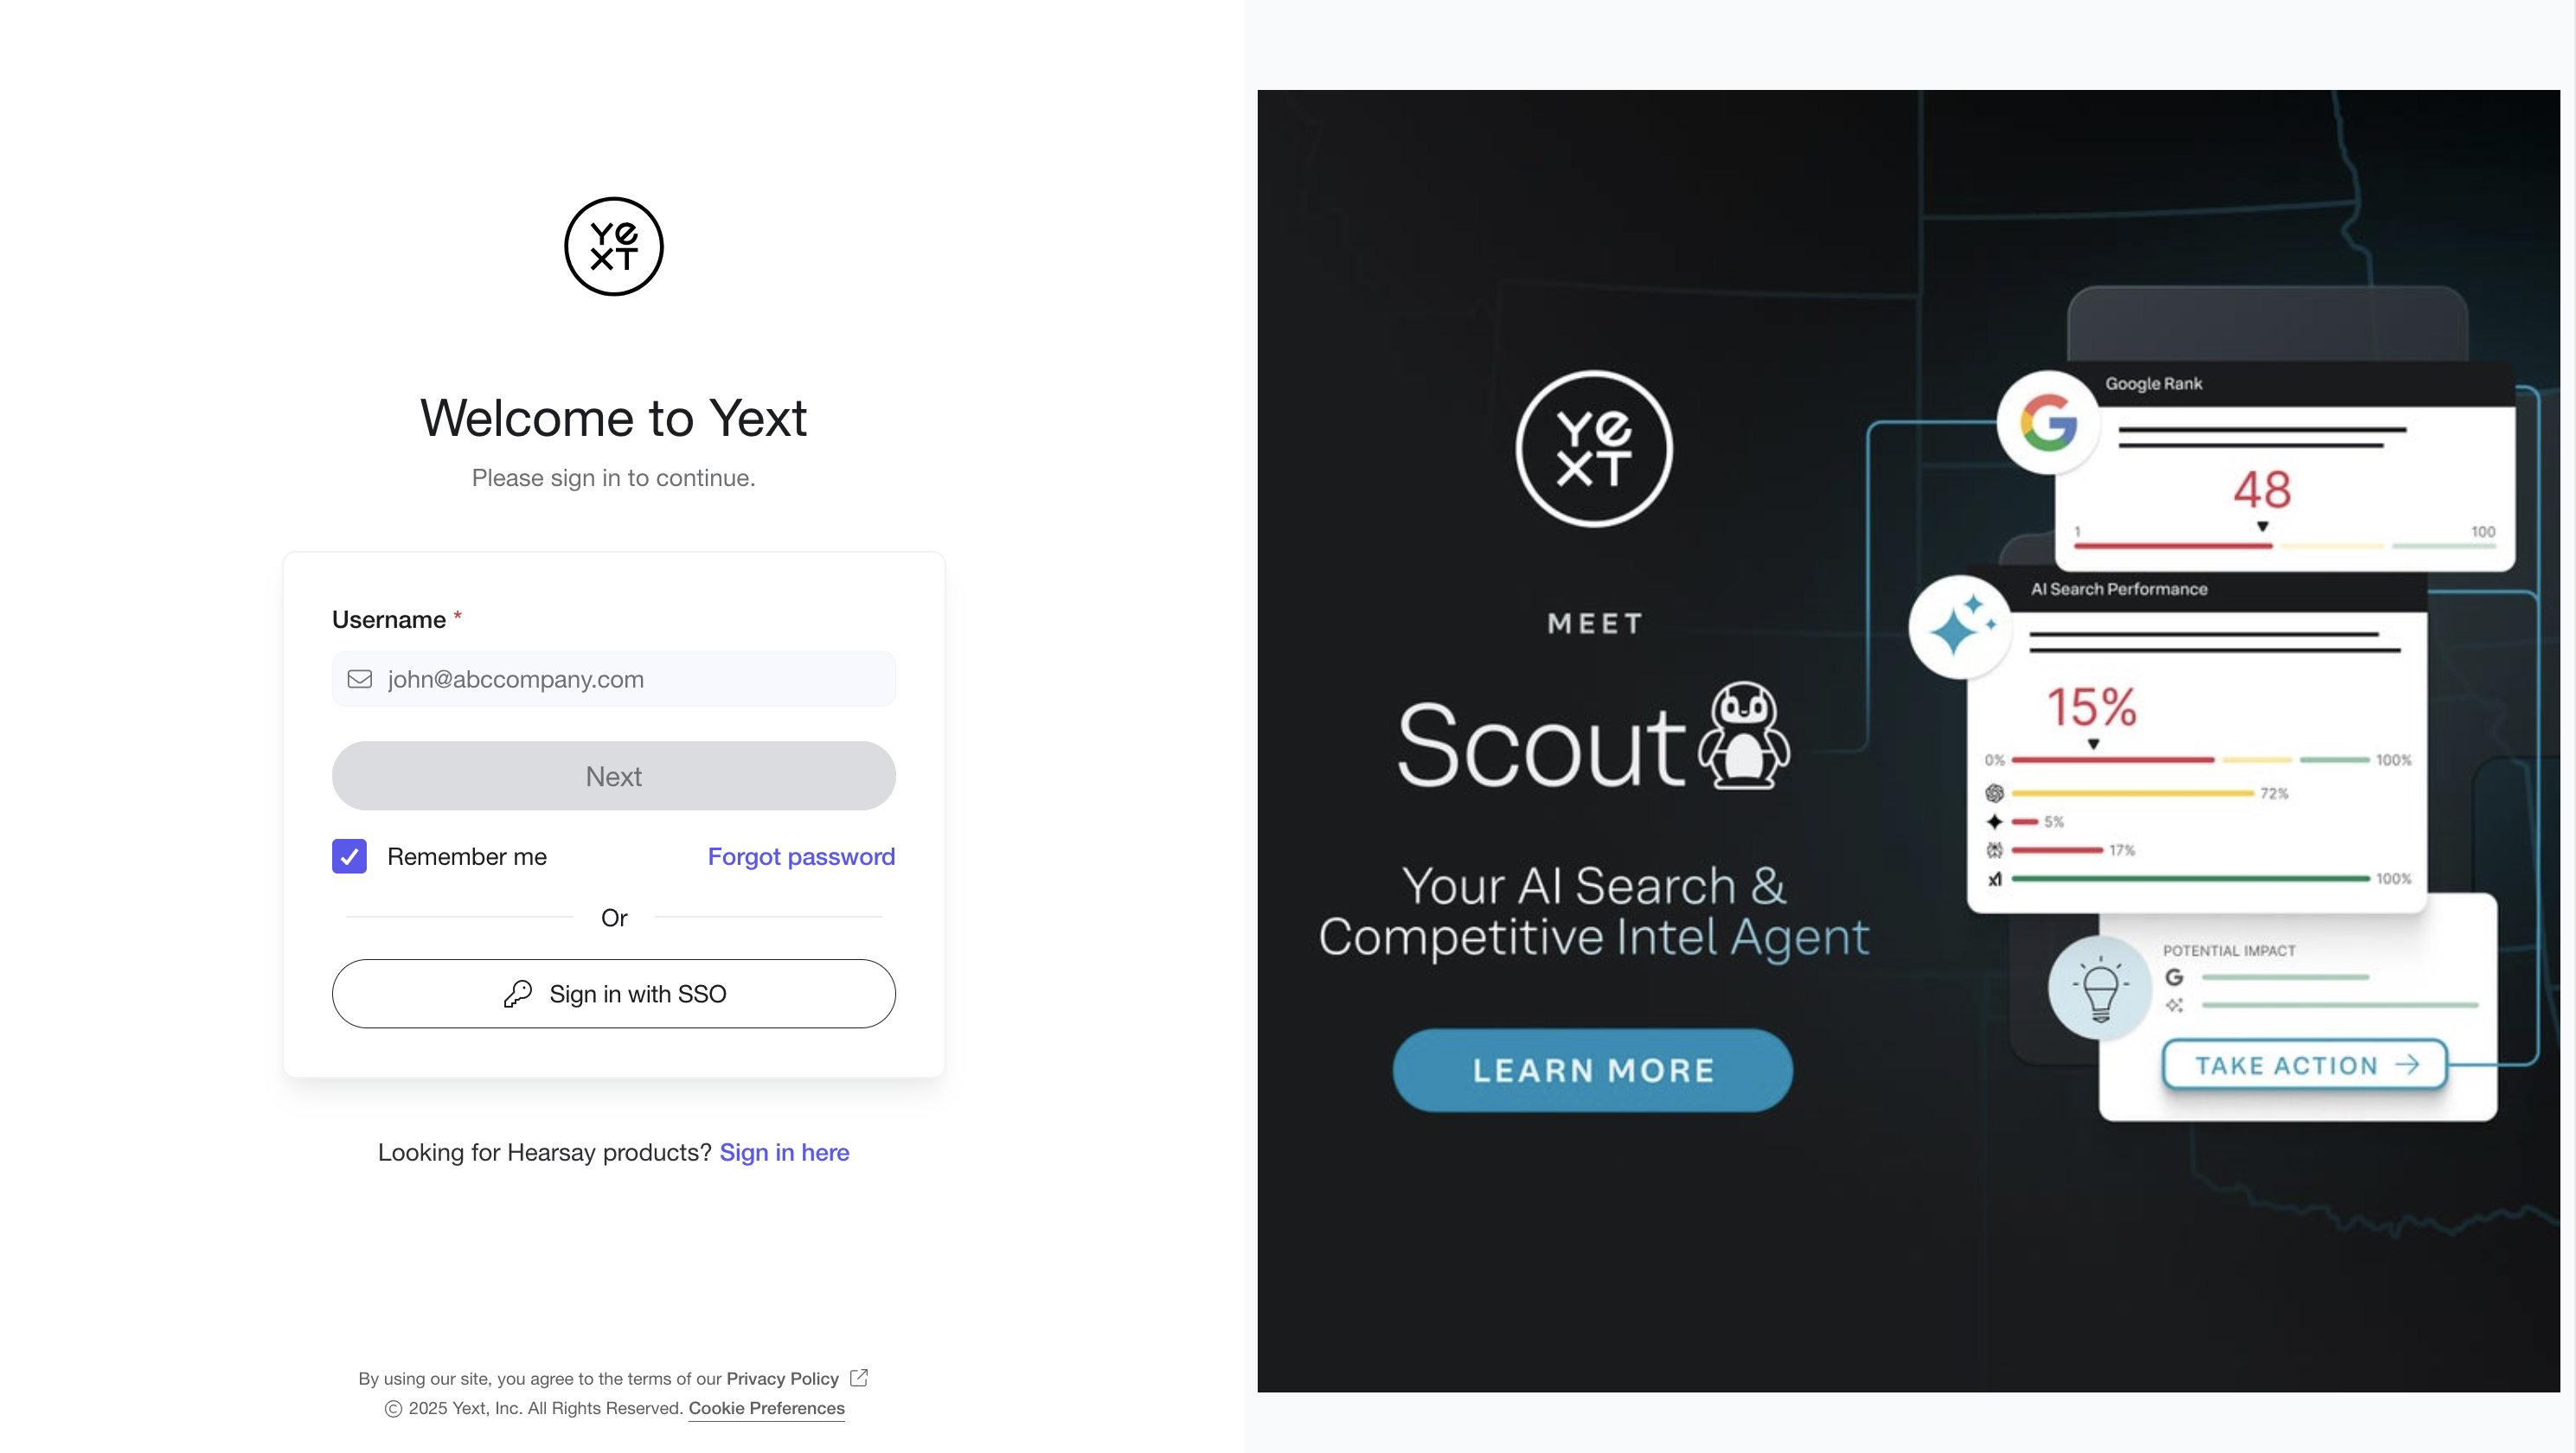 YeXT
Welcome to Yext
Please sign in to continue.
Username *
john@abccompany.com
Next
Remember me
Forgot password
Or
Sign in with SSO
Looking for Hearsay products? Sign in here
By using our site, you agree to the terms of our Privacy Policy
© 2025 Yext, Inc. All Rights Reserved. Cookie Preferences
YeXT
MEET
Scout
Your AI Search &
Competitive Intel Agent
LEARN MORE
Google Rank
48
1
100
AI Search Performance
15%
0%
100%
72%
5%
17%
100%
POTENTIAL IMPACT
TAKE ACTION